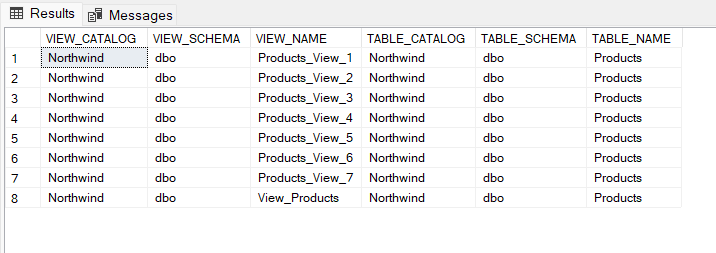 Results Messages
VIEW_CATALOG VIEW_SCHEMA VIEW_NAME TABLE_CATALOG TABLE_SCHEMA TABLE_NAME
1 Northwind dbo Products_View_1 Northwind dbo Products
2 Northwind dbo Products_View_2 Northwind dbo Products
3 Northwind dbo Products_View_3 Northwind dbo Products
4 Northwind dbo Products_View_4 Northwind dbo Products
5 Northwind dbo Products_View_5 Northwind dbo Products
6 Northwind dbo Products_View_6 Northwind dbo Products
7 Northwind dbo Products_View_7 Northwind dbo Products
8 Northwind dbo View_Products Northwind dbo Products